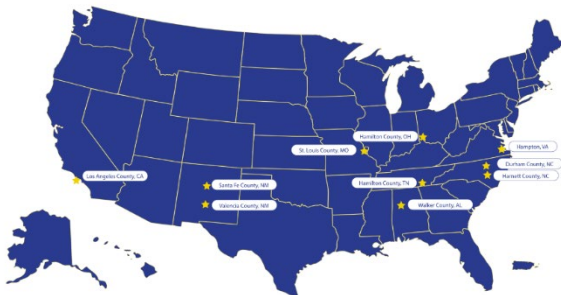 Hamilton County, OH
St. Louis County, MO
Hampton, VA
Durham County, NC
Los Angeles County, CA
Harnett County, NC
Santa Fe County, NM
Hamilton County, TN
Valencia County, NM
Walker County, AL